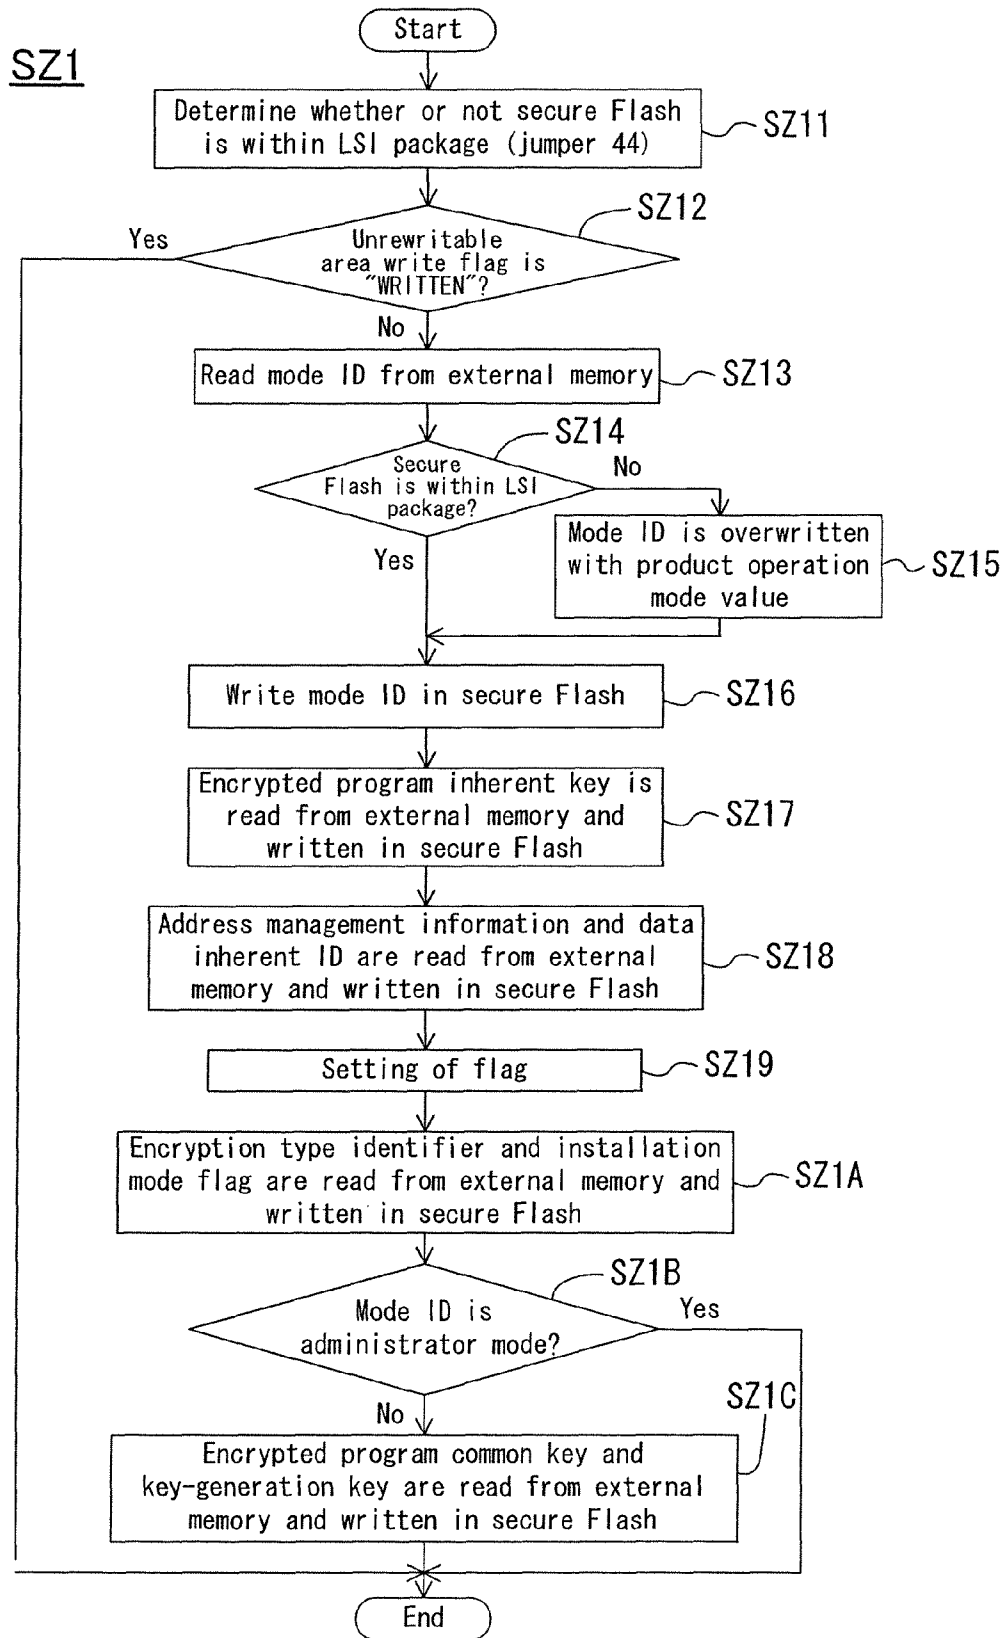 Start
SZ1
Determine whether or not secure Flash
is within LSI package (jumper 44)
SZ11
SZ12
Yes
Unrewritable
area write flag is
"WRITTEN"?
No
Read mode ID from external memory
SZ13
SZ14
Secure
Flash is within LSI
package?
No
Yes
Mode ID is overwritten
with product operation
mode value
SZ15
Write mode ID in secure Flash
SZ16
Encrypted program inherent key is
read from external memory and
written in secure Flash
SZ17
Address management information and data
inherent ID are read from external
memory and written in secure Flash
SZ18
Setting of flag
SZ19
Encryption type identifier and installation
mode flag are read from external memory and
written in secure Flash
SZ1A
SZ1B
Mode ID is
administrator mode?
Yes
No
SZ1C
Encrypted program common key and
key-generation key are read from external
memory and written in secure Flash
End